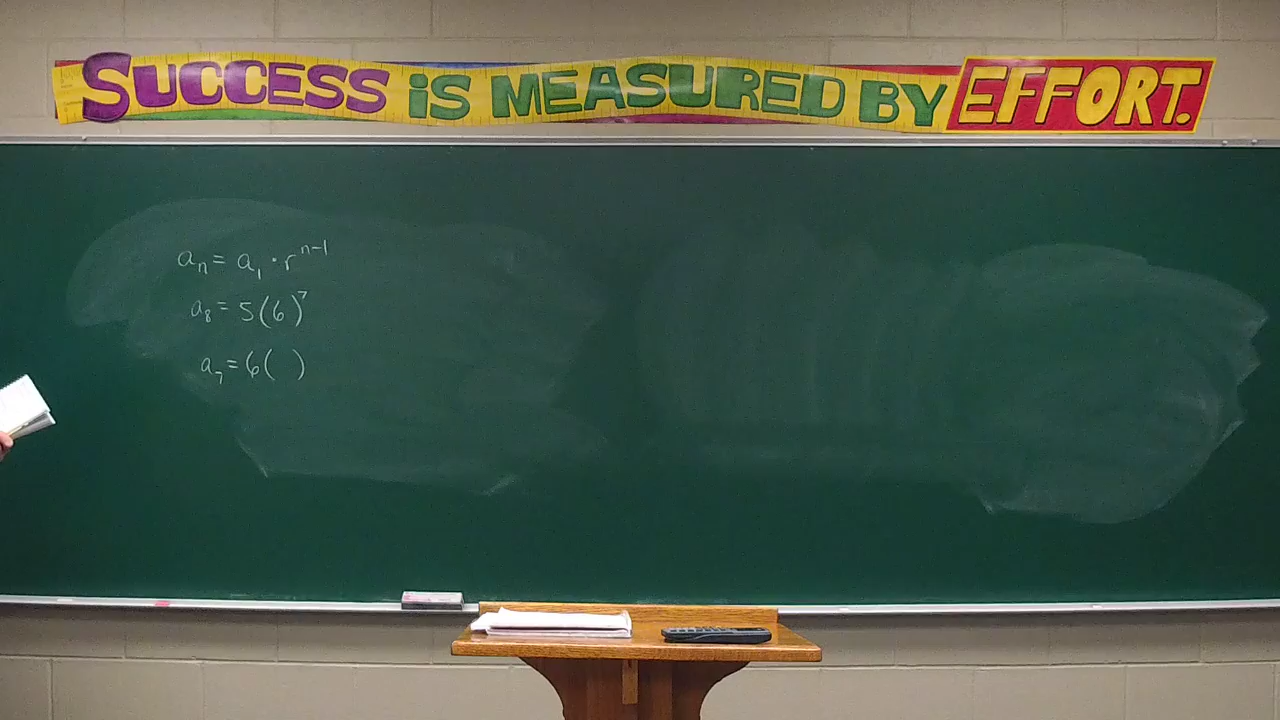 SUCCESS iS MEASURED BY EFFORT.
aₙ = a₁ · rⁿ⁻¹
a₈ = 5(6)⁷
a₇ = 6( )